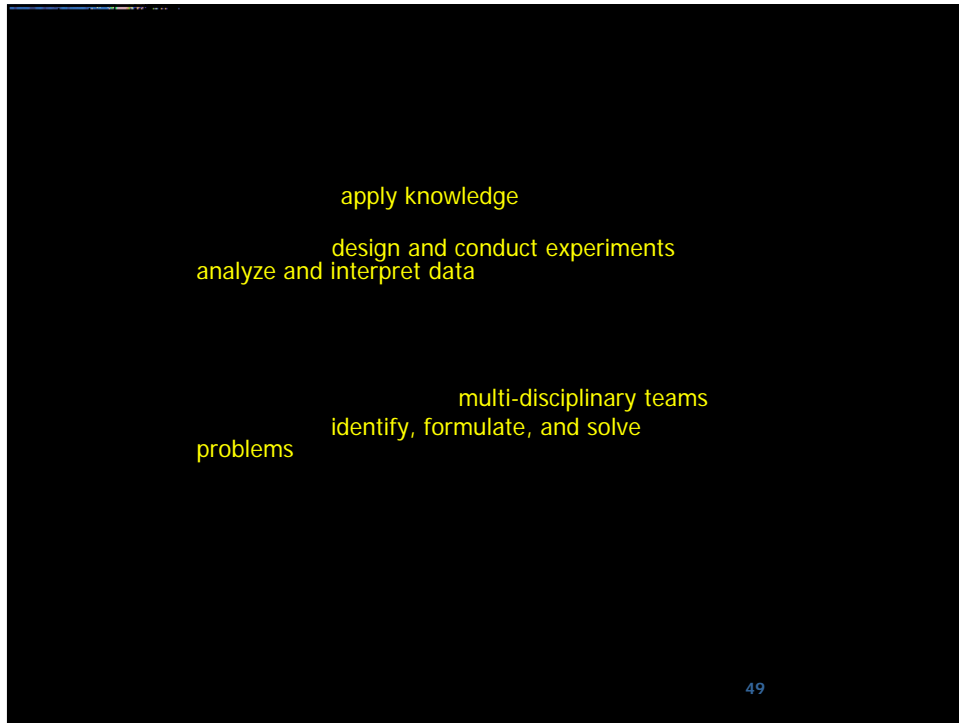 apply knowledge
design and conduct experiments
analyze and interpret data
multi-disciplinary teams
identify, formulate, and solve
problems
49